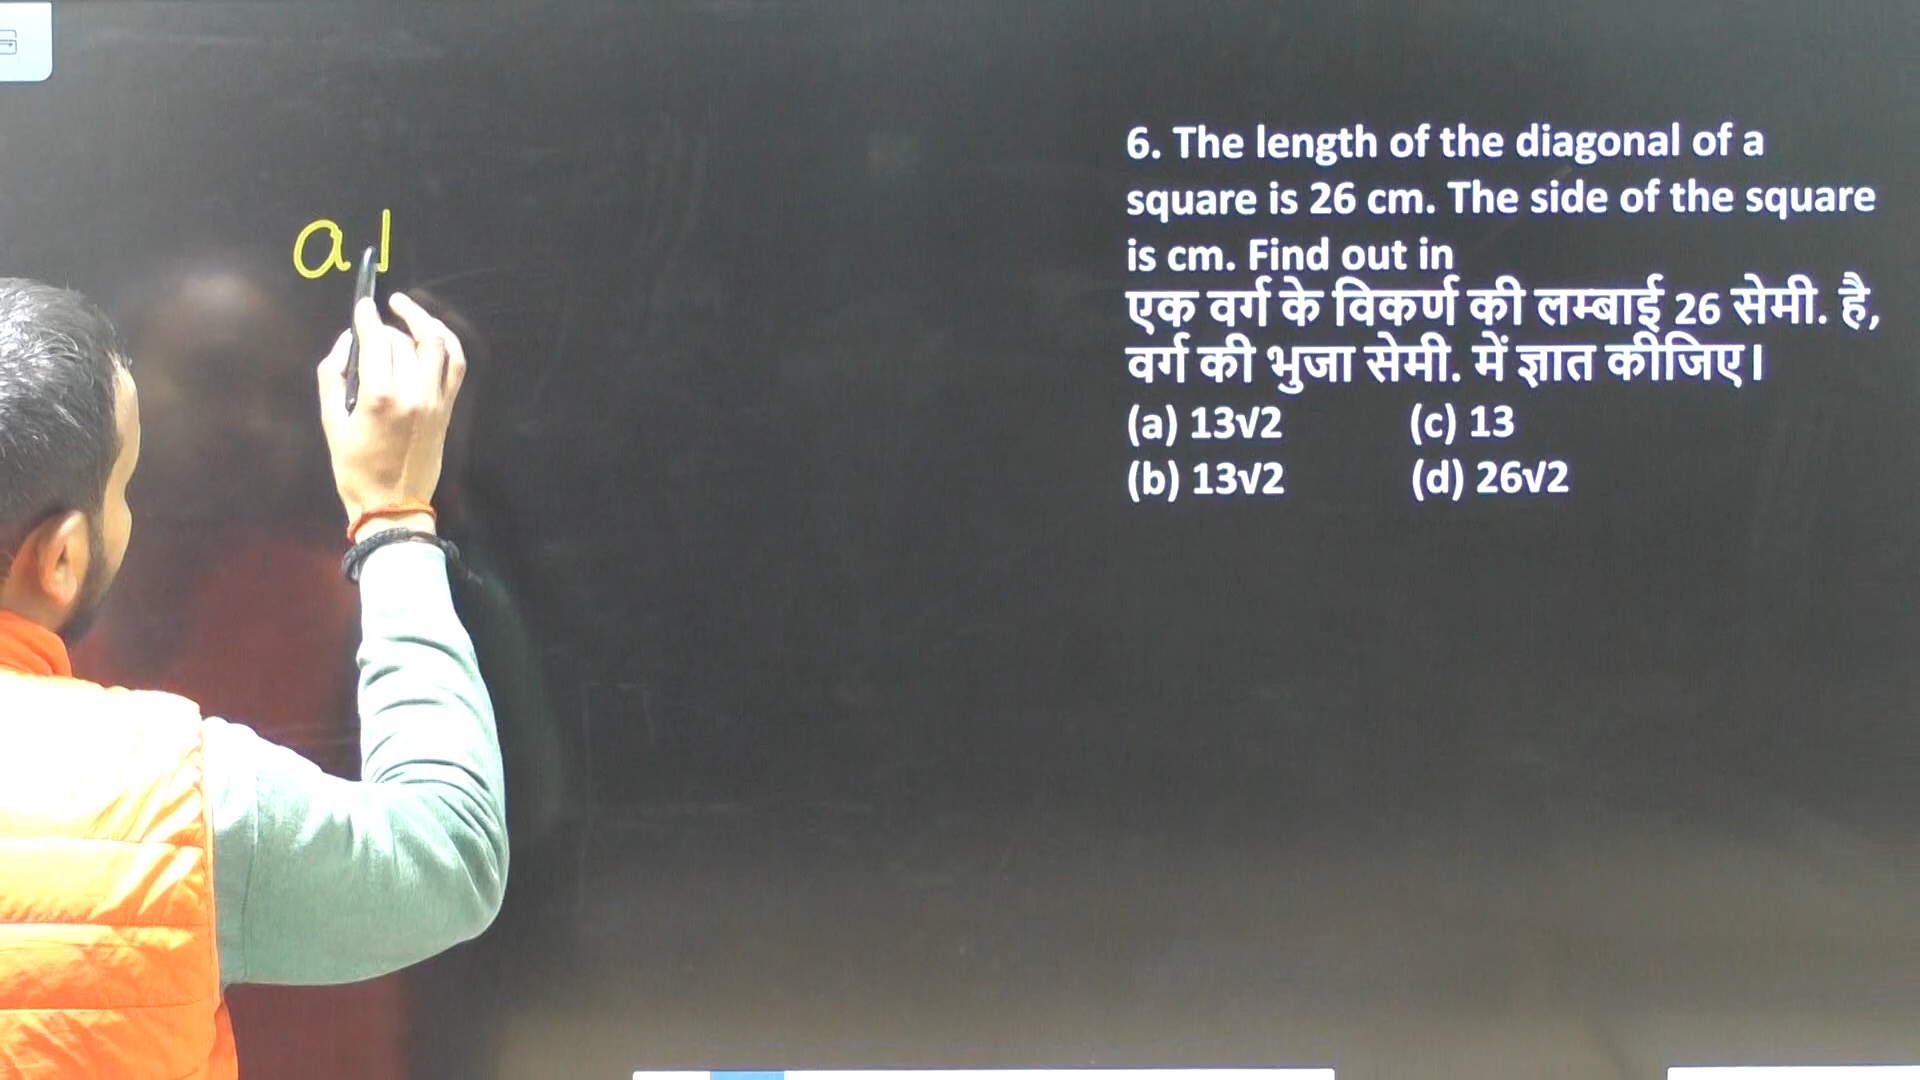 a1
6. The length of the diagonal of a
square is 26 cm. The side of the square
is cm. Find out in
एक वर्ग के विकर्ण की लम्बाई 26 सेमी. है,
वर्ग की भुजा सेमी. में ज्ञात कीजिए।
(a) 13√2 (c) 13
(b) 13√2 (d) 26√2